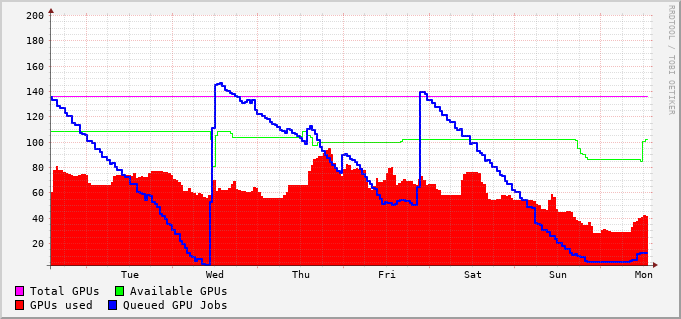 200
180
160
140
120
100
80
60
40
20
Tue Wed Thu Fri Sat Sun Mon
Total GPUs Available GPUs
GPUs used Queued GPU Jobs
RRDTOOL / TOBI OETIKER